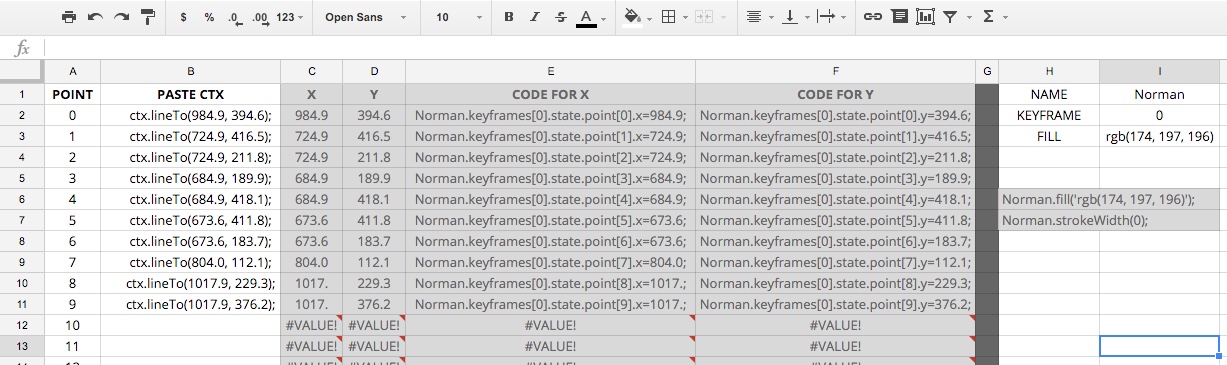 $ % .0 .00 123 Open Sans 10 B I S A Σ
fx
A B C D E F G H I
1 POINT PASTE CTX X Y CODE FOR X CODE FOR Y NAME Norman
2 0 ctx.lineTo(984.9, 394.6); 984.9 394.6 Norman.keyframes[0].state.point[0].x=984.9; Norman.keyframes[0].state.point[0].y=394.6; KEYFRAME 0
3 1 ctx.lineTo(724.9, 416.5); 724.9 416.5 Norman.keyframes[0].state.point[1].x=724.9; Norman.keyframes[0].state.point[1].y=416.5; FILL rgb(174, 197, 196)
4 2 ctx.lineTo(724.9, 211.8); 724.9 211.8 Norman.keyframes[0].state.point[2].x=724.9; Norman.keyframes[0].state.point[2].y=211.8;
5 3 ctx.lineTo(684.9, 189.9); 684.9 189.9 Norman.keyframes[0].state.point[3].x=684.9; Norman.keyframes[0].state.point[3].y=189.9;
6 4 ctx.lineTo(684.9, 418.1); 684.9 418.1 Norman.keyframes[0].state.point[4].x=684.9; Norman.keyframes[0].state.point[4].y=418.1; Norman.fill('rgb(174, 197, 196)');
7 5 ctx.lineTo(673.6, 411.8); 673.6 411.8 Norman.keyframes[0].state.point[5].x=673.6; Norman.keyframes[0].state.point[5].y=411.8; Norman.strokeWidth(0);
8 6 ctx.lineTo(673.6, 183.7); 673.6 183.7 Norman.keyframes[0].state.point[6].x=673.6; Norman.keyframes[0].state.point[6].y=183.7;
9 7 ctx.lineTo(804.0, 112.1); 804.0 112.1 Norman.keyframes[0].state.point[7].x=804.0; Norman.keyframes[0].state.point[7].y=112.1;
10 8 ctx.lineTo(1017.9, 229.3); 1017. 229.3 Norman.keyframes[0].state.point[8].x=1017.; Norman.keyframes[0].state.point[8].y=229.3;
11 9 ctx.lineTo(1017.9, 376.2); 1017. 376.2 Norman.keyframes[0].state.point[9].x=1017.; Norman.keyframes[0].state.point[9].y=376.2;
12 10 #VALUE! #VALUE! #VALUE! #VALUE!
13 11 #VALUE! #VALUE! #VALUE! #VALUE!